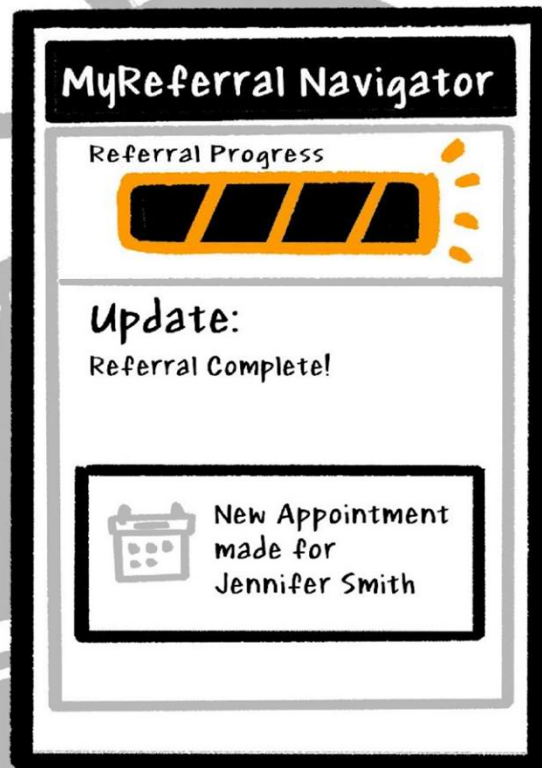 MyReferral Navigator
Referral Progress
Update:
Referral Complete!
New Appointment
made for
Jennifer Smith